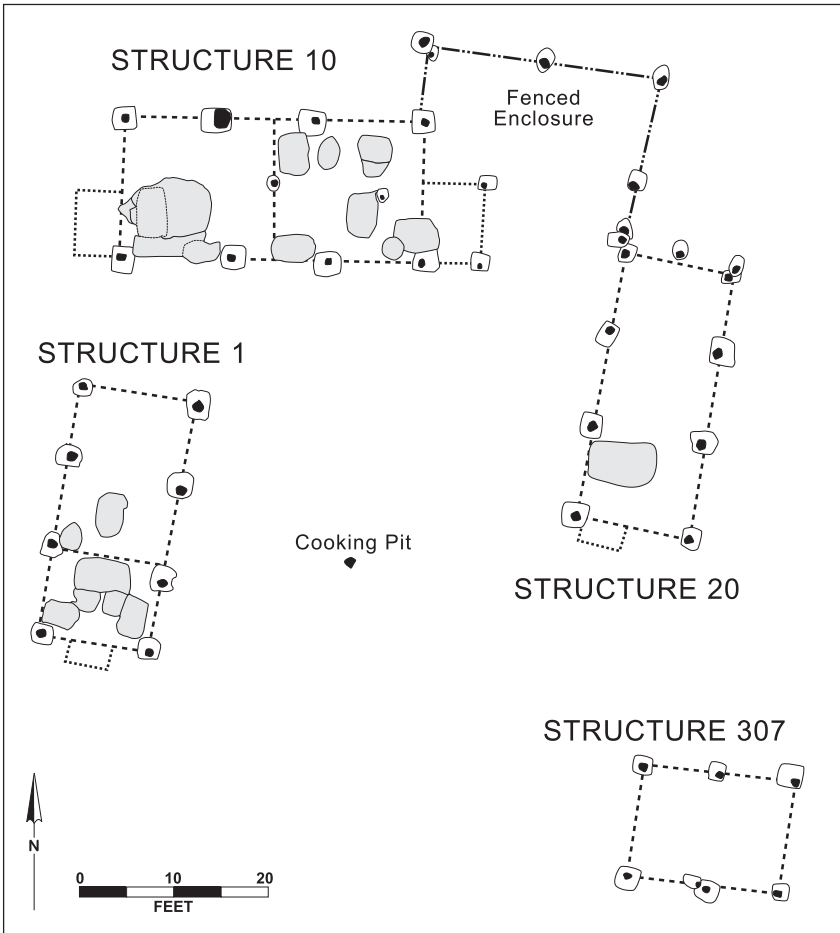 STRUCTURE 10
Fenced
Enclosure
STRUCTURE 1
Cooking Pit
STRUCTURE 20
STRUCTURE 307
N
0 10 20
FEET